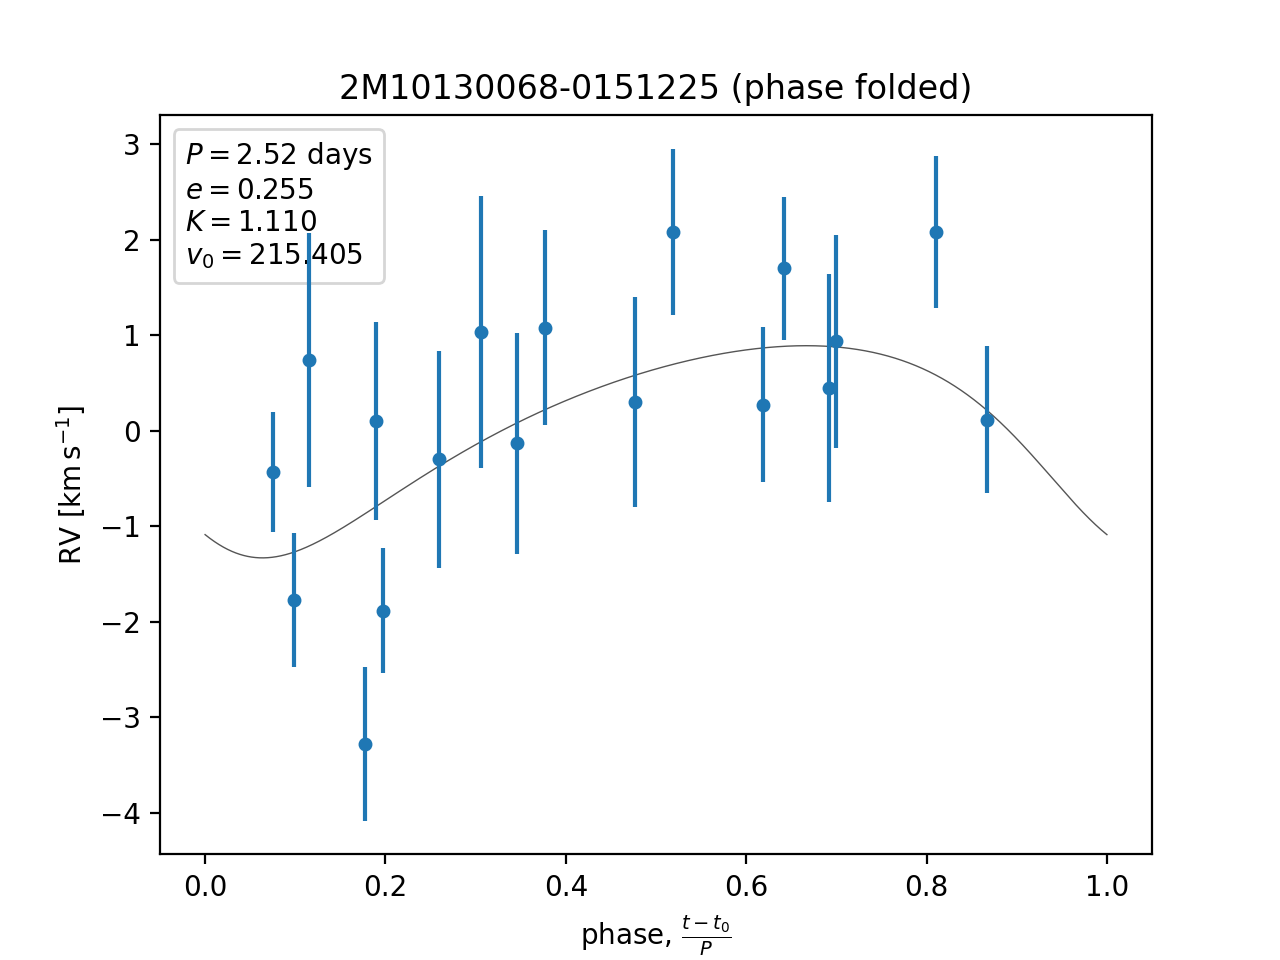 2M10130068-0151225 (phase folded)
P = 2.52 days
e = 0.255
K = 1.110
v₀ = 215.405
3
2
1
0
−1
−2
−3
−4
RV [km s⁻¹]
0.0 0.2 0.4 0.6 0.8 1.0
phase, (t − t₀)/P